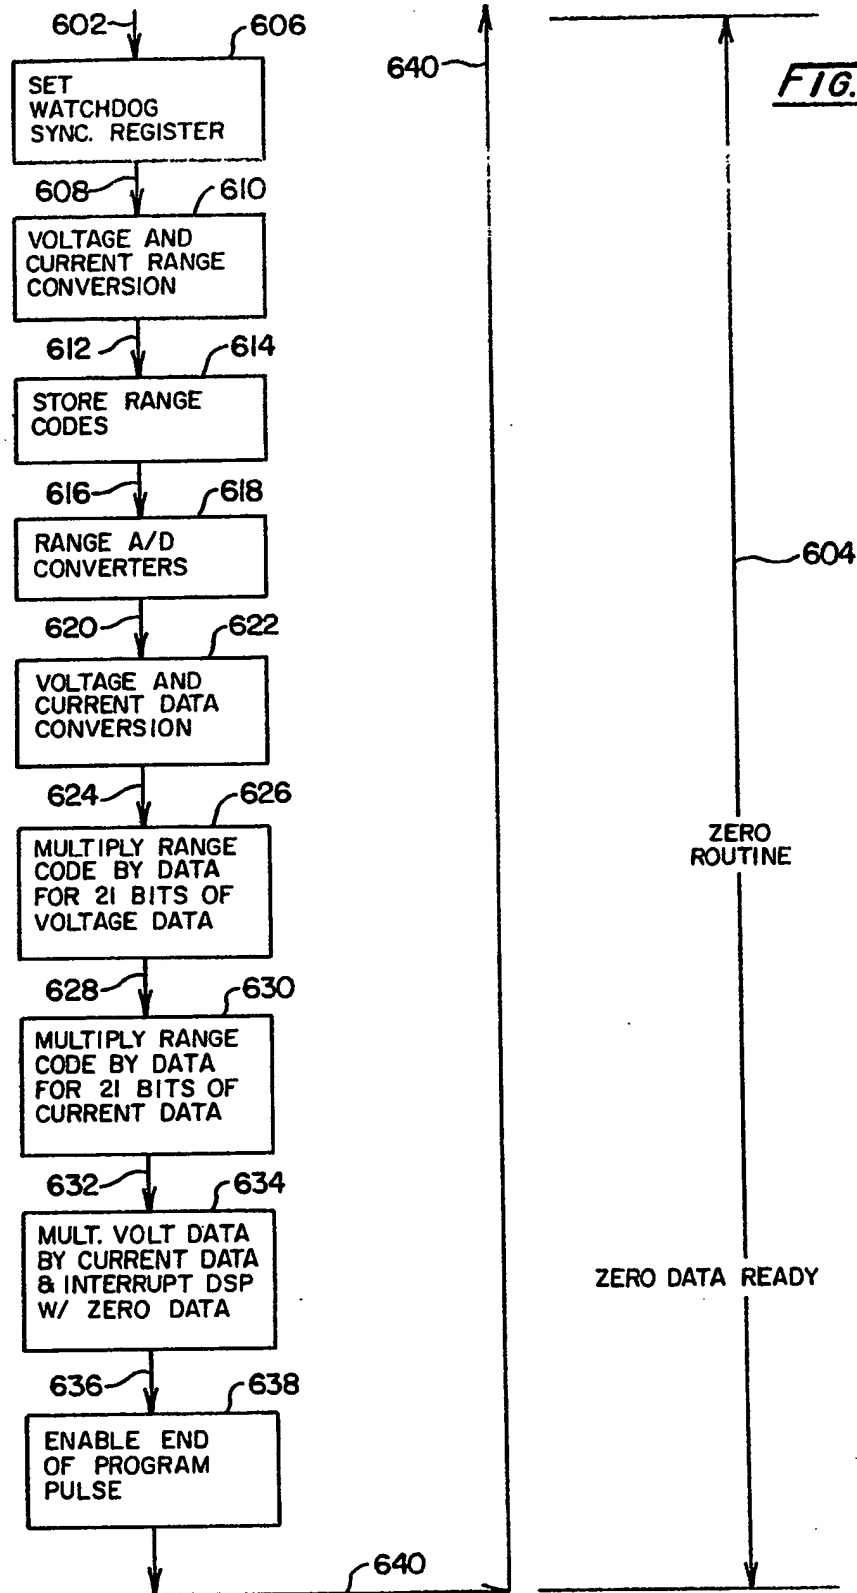 602
606
640
FIG.
SET
WATCHDOG
SYNC. REGISTER
608
610
VOLTAGE AND
CURRENT RANGE
CONVERSION
612
614
STORE RANGE
CODES
616
618
RANGE A/D
CONVERTERS
604
620
622
VOLTAGE AND
CURRENT DATA
CONVERSION
624
626
MULTIPLY RANGE
CODE BY DATA
FOR 21 BITS OF
VOLTAGE DATA
ZERO
ROUTINE
628
630
MULTIPLY RANGE
CODE BY DATA
FOR 21 BITS OF
CURRENT DATA
632
634
MULT. VOLT DATA
BY CURRENT DATA
& INTERRUPT DSP
W/ ZERO DATA
ZERO DATA READY
636
638
ENABLE END
OF PROGRAM
PULSE
640